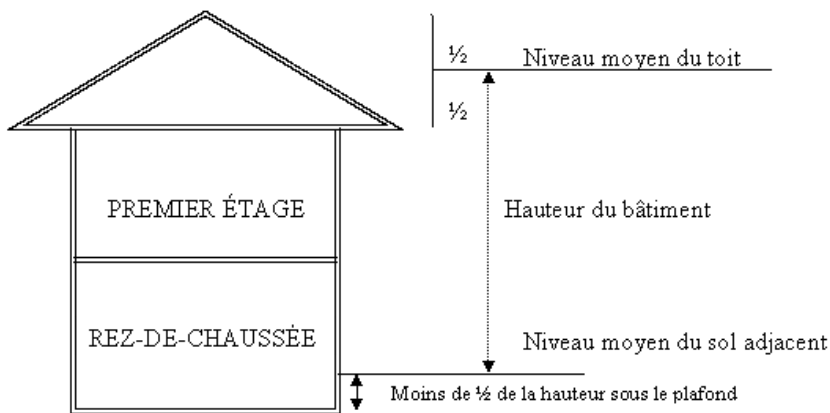 ½ Niveau moyen du toit
½
PREMIER ÉTAGE
Hauteur du bâtiment
REZ-DE-CHAUSSÉE
Niveau moyen du sol adjacent
Moins de ½ de la hauteur sous le plafond